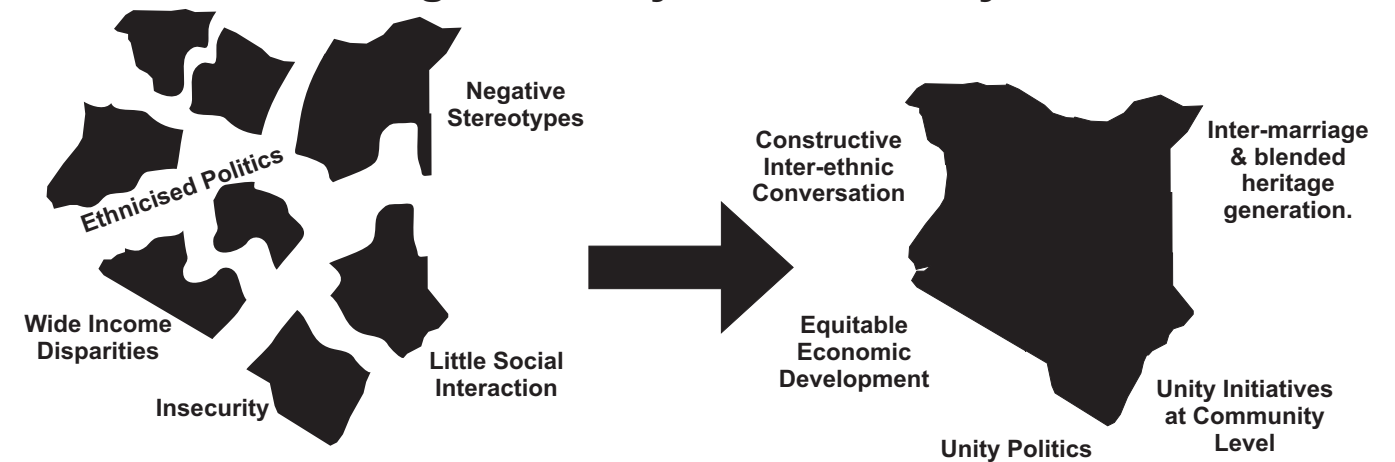 Negative
Stereotypes
Ethnicised Politics
Wide Income
Disparities
Little Social
Interaction
Insecurity
Constructive
Inter-ethnic
Conversation
Inter-marriage
& blended
heritage
generation.
Equitable
Economic
Development
Unity Initiatives
at Community
Level
Unity Politics